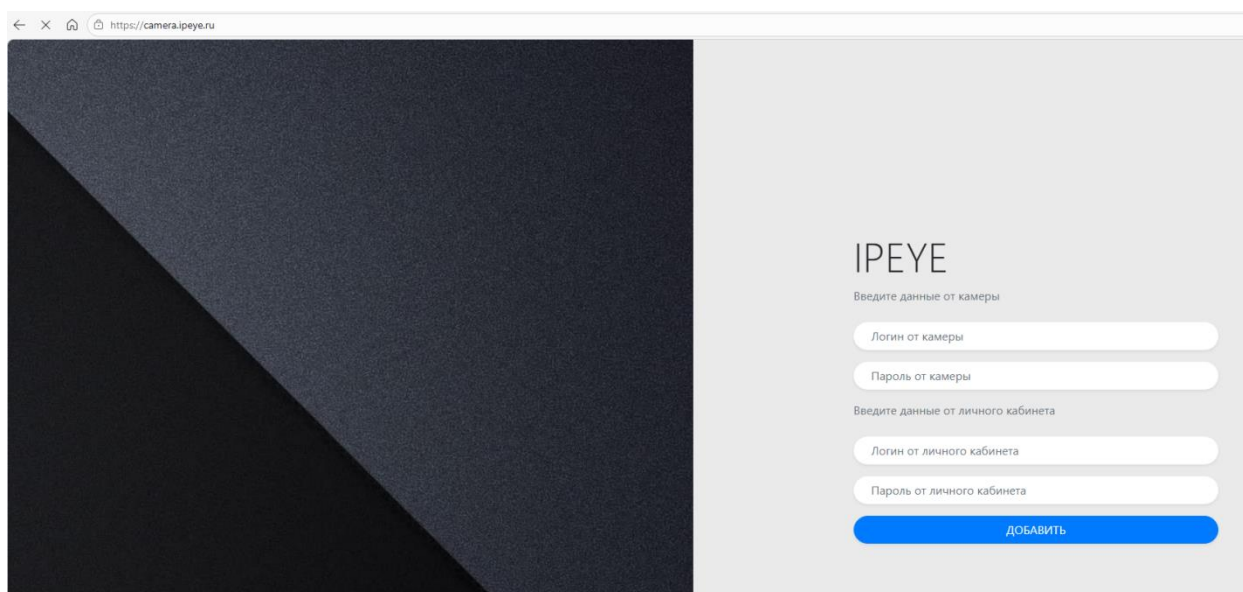 https://camera.ipeye.ru
IPEYE
Введите данные от камеры
Логин от камеры
Пароль от камеры
Введите данные от личного кабинета
Логин от личного кабинета
Пароль от личного кабинета
ДОБАВИТЬ